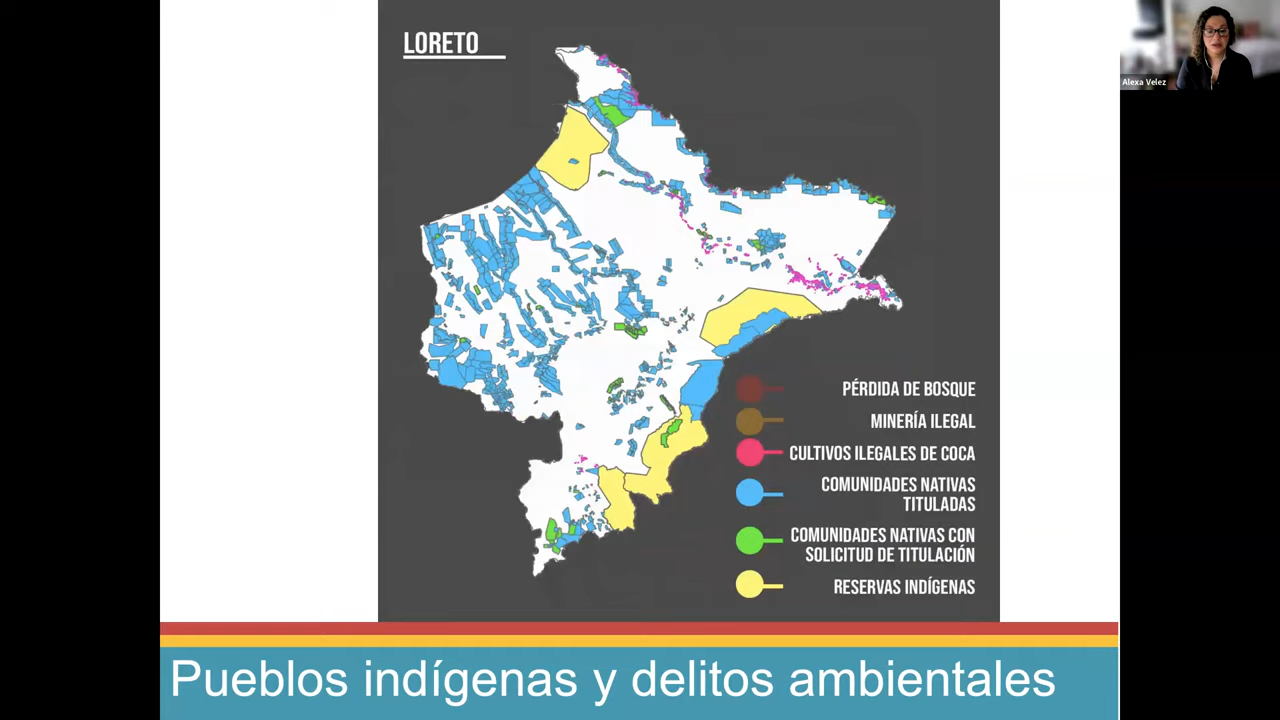 LORETO
Alexa Velez
PÉRDIDA DE BOSQUE
MINERÍA ILEGAL
CULTIVOS ILEGALES DE COCA
COMUNIDADES NATIVAS
TITULADAS
COMUNIDADES NATIVAS CON
SOLICITUD DE TITULACIÓN
RESERVAS INDÍGENAS
Pueblos indígenas y delitos ambientales